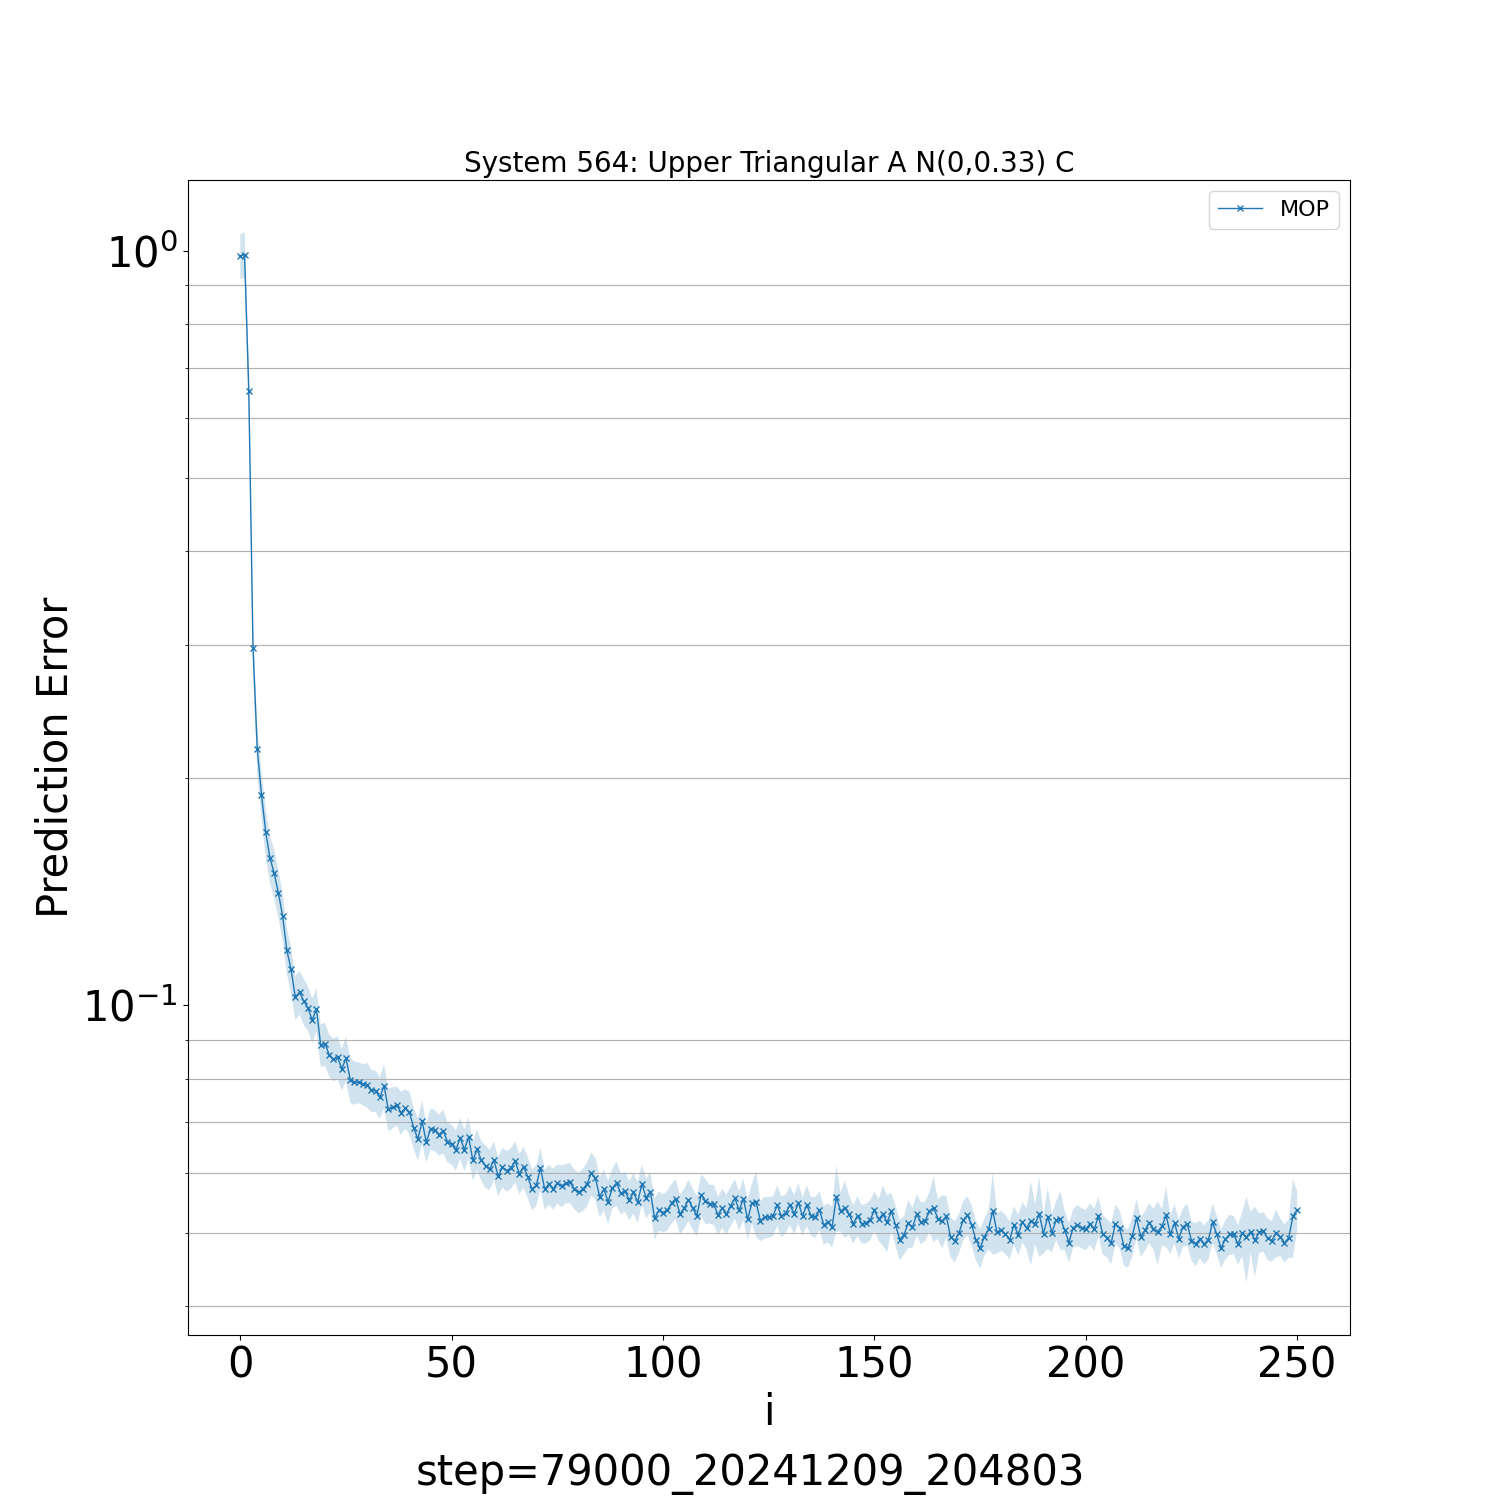 System 564: Upper Triangular A N(0,0.33) C
MOP
10⁰
10⁻¹
Prediction Error
0 50 100 150 200 250
i
step=79000_20241209_204803